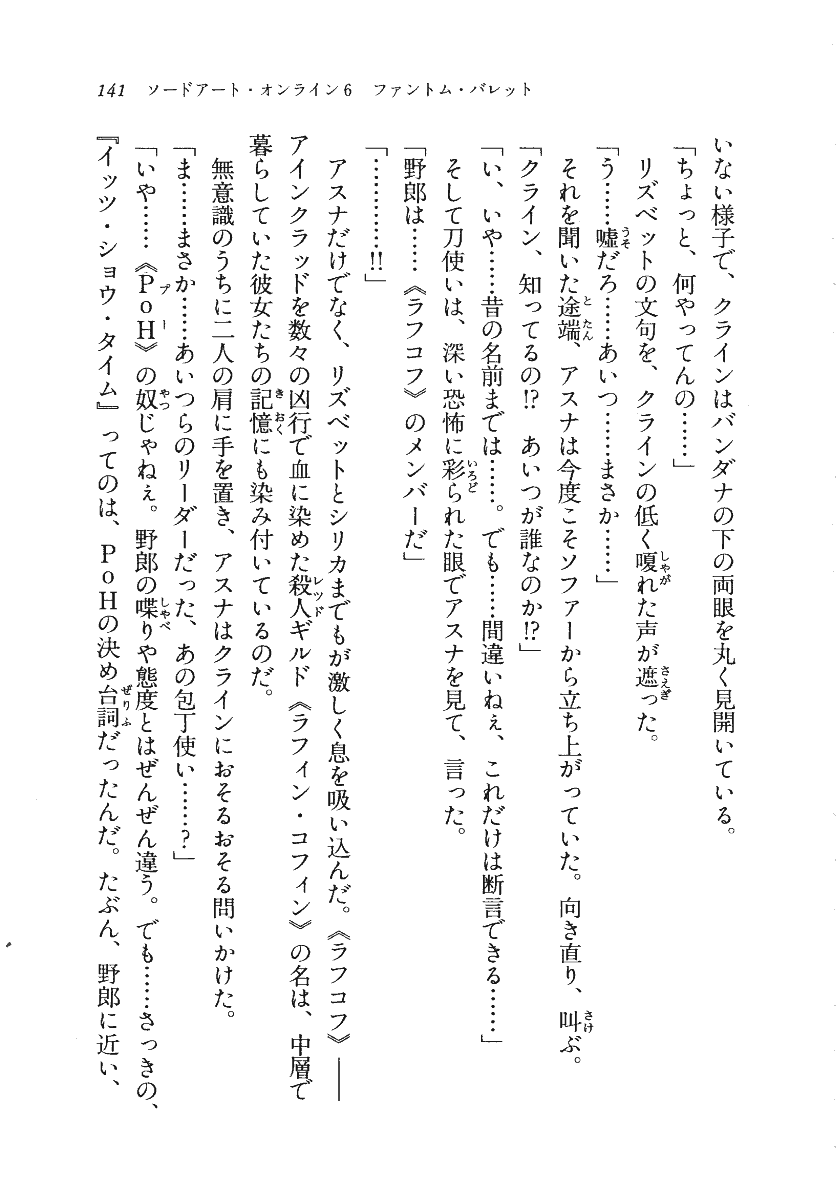 141　ソードアート・オンライン6　ファントム・バレット
いない様子で、クラインはバンダナの下の両眼を丸く見開いている。
「ちょっと、何やってんの……」
リズベットの文句を、クラインの低く嗄れた声が遮った。
「う……嘘だろ……あいつ……まさか……」
それを聞いた途端、アスナは今度こそソファーから立ち上がっていた。向き直り、叫ぶ。
「クライン、知ってるの!?　あいつが誰なのか!?」
「い、いや……昔の名前までは……。でも……間違いねぇ、これだけは断言できる……」
そして刀使いは、深い恐怖に彩られた眼でアスナを見て、言った。
「野郎は……《ラフコフ》のメンバーだ」
「…………!!」
アスナだけでなく、リズベットとシリカまでもが激しく息を吸い込んだ。《ラフコフ》――
アインクラッドを数々の凶行で血に染めた殺人ギルド《ラフィン・コフィン》の名は、中層で
暮らしていた彼女たちの記憶にも染み付いているのだ。
無意識のうちに二人の肩に手を置き、アスナはクラインにおそるおそる問いかけた。
「ま……まさか……あいつらのリーダーだった、あの包丁使い……？」
「いや……《PoH》の奴じゃねぇ。野郎の喋りや態度とはぜんぜん違う。でも……さっきの、
『イッツ・ショウ・タイム』ってのは、PoHの決め台詞だったんだ。たぶん、野郎に近い、